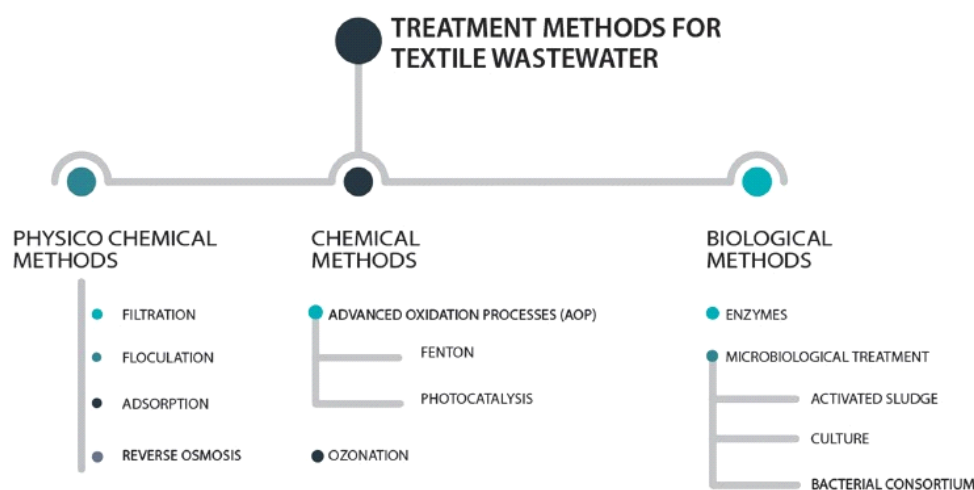 TREATMENT METHODS FOR
TEXTILE WASTEWATER
PHYSICO CHEMICAL
METHODS
FILTRATION
FLOCULATION
ADSORPTION
REVERSE OSMOSIS
CHEMICAL
METHODS
ADVANCED OXIDATION PROCESSES (AOP)
FENTON
PHOTOCATALYSIS
OZONATION
BIOLOGICAL
METHODS
ENZYMES
MICROBIOLOGICAL TREATMENT
ACTIVATED SLUDGE
CULTURE
BACTERIAL CONSORTIUM